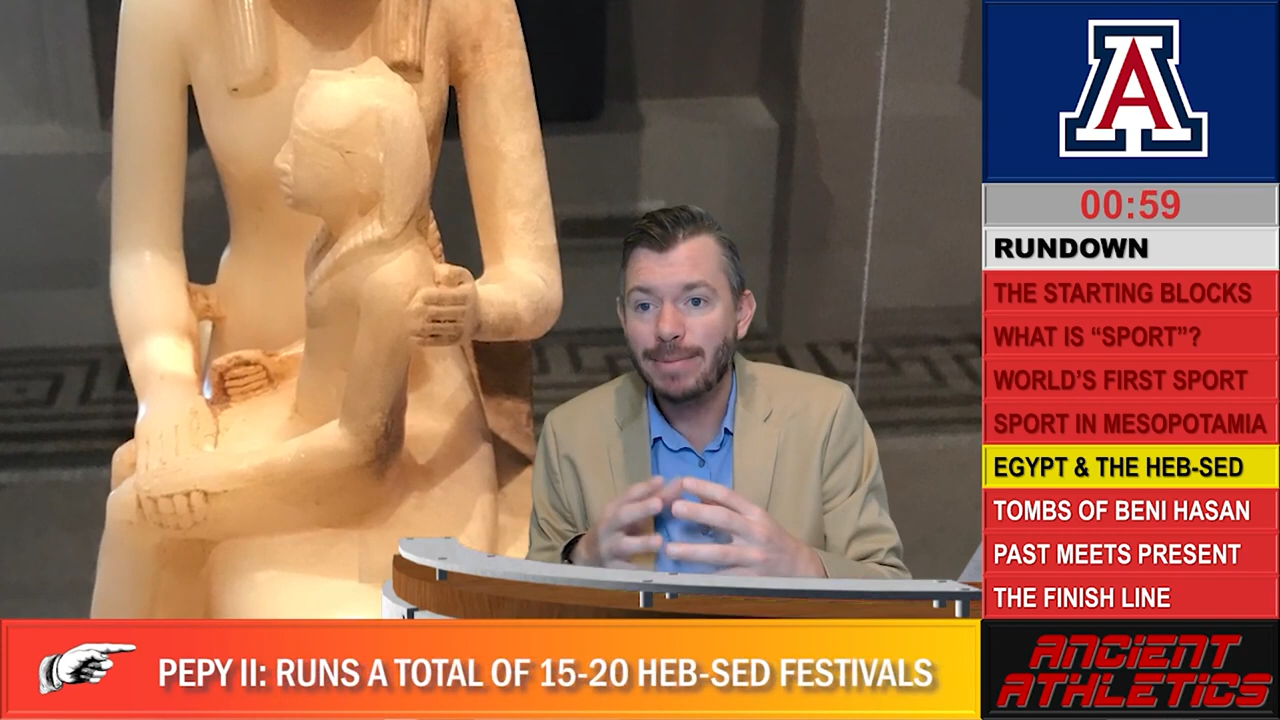 A
00:59
RUNDOWN
THE STARTING BLOCKS
WHAT IS “SPORT”?
WORLD’S FIRST SPORT
SPORT IN MESOPOTAMIA
EGYPT & THE HEB-SED
TOMBS OF BENI HASAN
PAST MEETS PRESENT
THE FINISH LINE
PEPY II: RUNS A TOTAL OF 15-20 HEB-SED FESTIVALS
ANCIENT
ATHLETICS